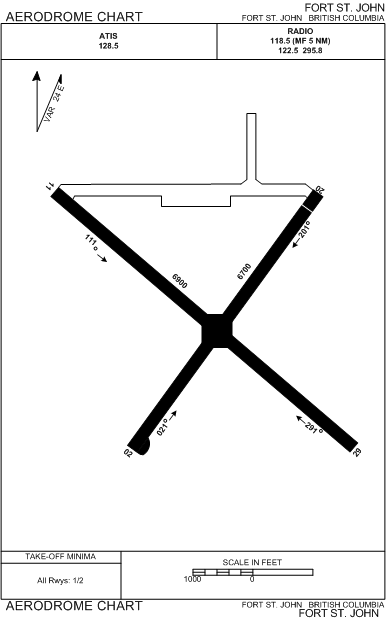 FORT ST. JOHN
AERODROME CHART
FORT ST. JOHN BRITISH COLUMBIA
ATIS
128.5
RADIO
118.5 (MF 5 NM)
122.5 295.8
VAR 24 E
11
20
111°
201°
6900
6700
021°
291°
02
29
TAKE-OFF MINIMA
All Rwys: 1/2
SCALE IN FEET
1000 0
AERODROME CHART
FORT ST. JOHN BRITISH COLUMBIA
FORT ST. JOHN